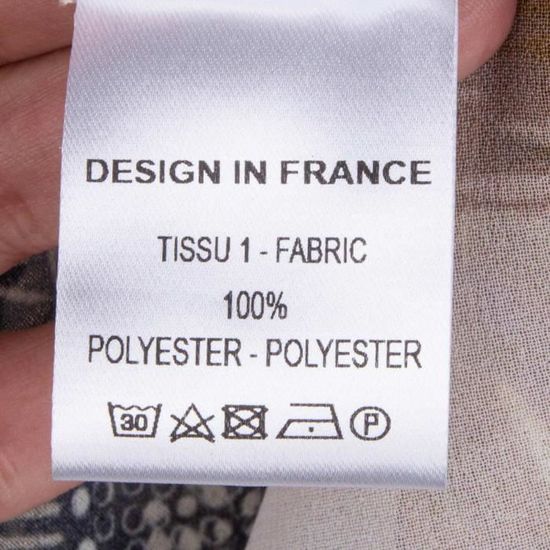 DESIGN IN FRANCE
TISSU 1 - FABRIC
100%
POLYESTER - POLYESTER
30 P